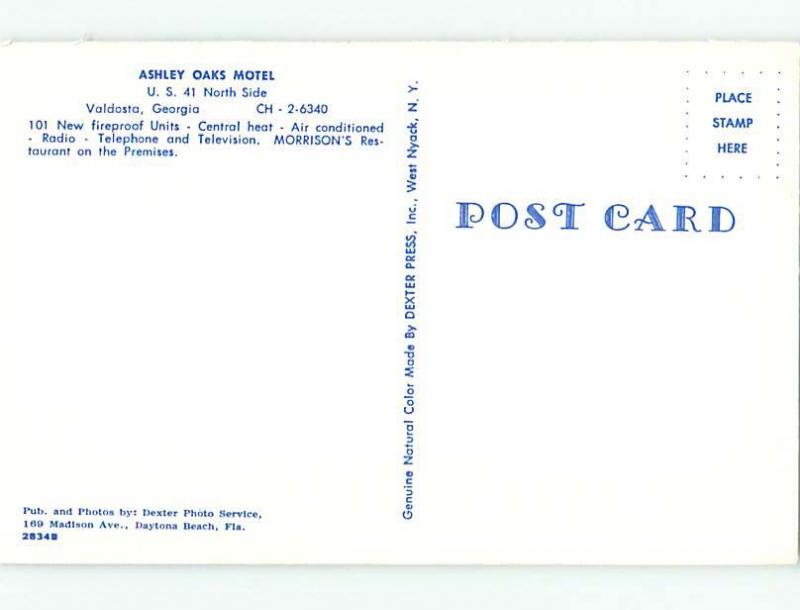 ASHLEY OAKS MOTEL
U. S. 41 North Side
Valdosta, Georgia CH - 2-6340
101 New fireproof Units - Central heat - Air conditioned
- Radio - Telephone and Television. MORRISON'S Res-
taurant on the Premises.
Pub. and Photos by: Dexter Photo Service,
169 Madison Ave., Daytona Beach, Fla.
28348
Genuine Natural Color Made By DEXTER PRESS, Inc., West Nyack, N. Y.
PLACE
STAMP
HERE
POST CARD